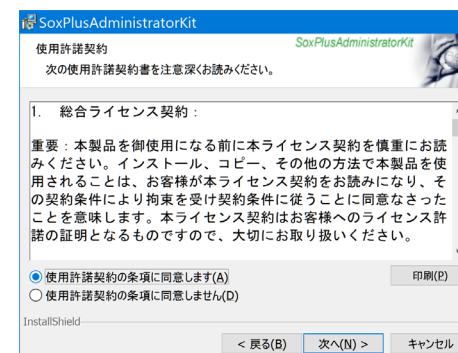 SoxPlusAdministratorKit
使用許諾契約
次の使用許諾契約書を注意深くお読みください。
SoxPlusAdministratorKit
1. 総合ライセンス契約：
重要：本製品を御使用になる前に本ライセンス契約を慎重にお読
みください。インストール、コピー、その他の方法で本製品を使
用されることは、お客様が本ライセンス契約をお読みになり、そ
の契約条件により拘束を受け契約条件に従うことに同意なさった
ことを意味します。本ライセンス契約はお客様へのライセンス許
諾の証明となるものですので、大切にお取り扱いください。
使用許諾契約の条項に同意します(A)
印刷(P)
使用許諾契約の条項に同意しません(D)
InstallShield
< 戻る(B)
次へ(N) >
キャンセル